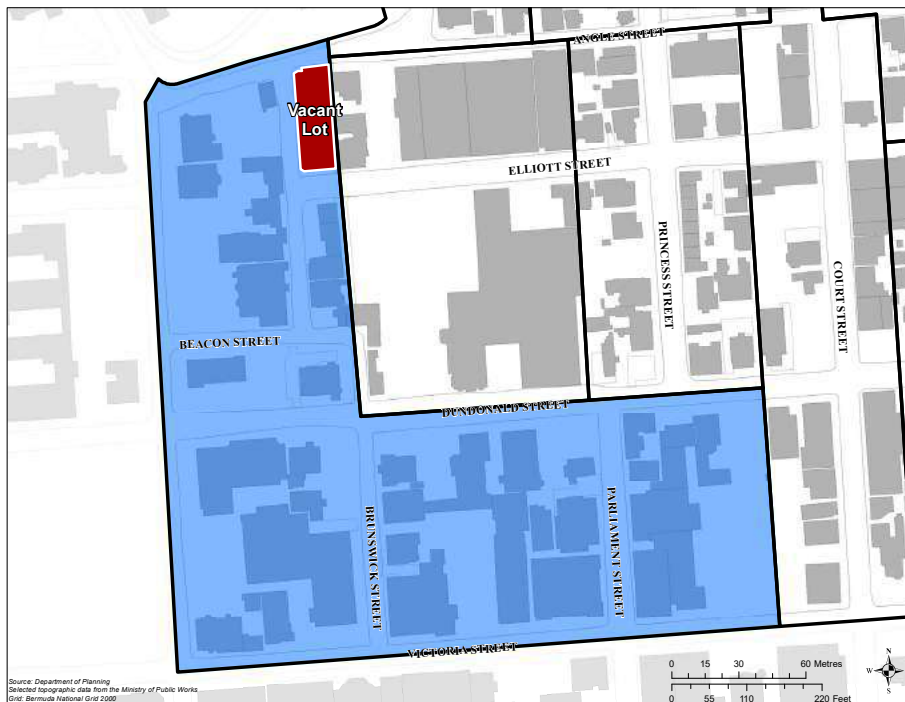 ANGLE STREET
Vacant
Lot
ELLIOTT STREET
PRINCESS STREET
COURT STREET
BEACON STREET
DUNDONALD STREET
BRUNSWICK STREET
PARLIAMENT STREET
VICTORIA STREET
0 15 30 60 Metres
0 55 110 220 Feet
N
W
S
Source: Department of Planning
Selected topographic data from the Ministry of Public Works
Grid: Bermuda National Grid 2000